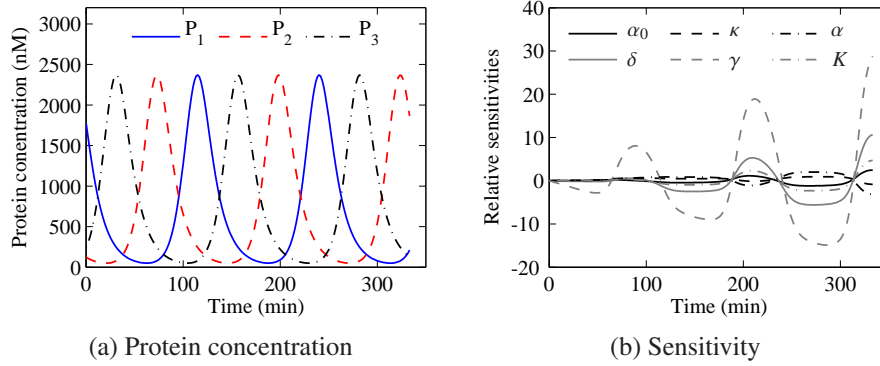 P₁ P₂ P₃
Protein conentration (nM)
3000
2500
2000
1500
1000
500
0
0 100 200 300
Time (min)
(a) Protein concentration
α₀ κ α
δ γ K
Relative sensitivities
40
30
20
10
0
-10
-20
0 100 200 300
Time (min)
(b) Sensitivity